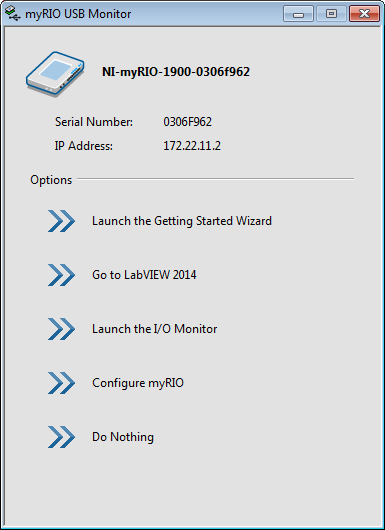 myRIO USB Monitor
NI-myRIO-1900-0306f962
Serial Number: 0306F962
IP Address: 172.22.11.2
Options
Launch the Getting Started Wizard
Go to LabVIEW 2014
Launch the I/O Monitor
Configure myRIO
Do Nothing